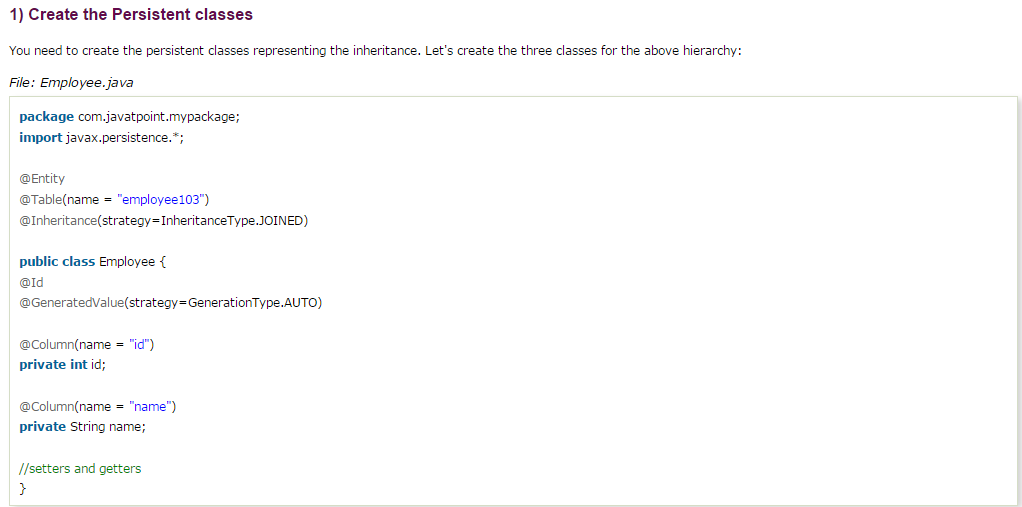 1) Create the Persistent classes
You need to create the persistent classes representing the inheritance. Let's create the three classes for the above hierarchy:
File: Employee.java
package com.javatpoint.mypackage;
import javax.persistence.*;
@Entity
@Table(name = "employee103")
@Inheritance(strategy=InheritanceType.JOINED)
public class Employee {
@Id
@GeneratedValue(strategy=GenerationType.AUTO)
@Column(name = "id")
private int id;
@Column(name = "name")
private String name;
//setters and getters
}